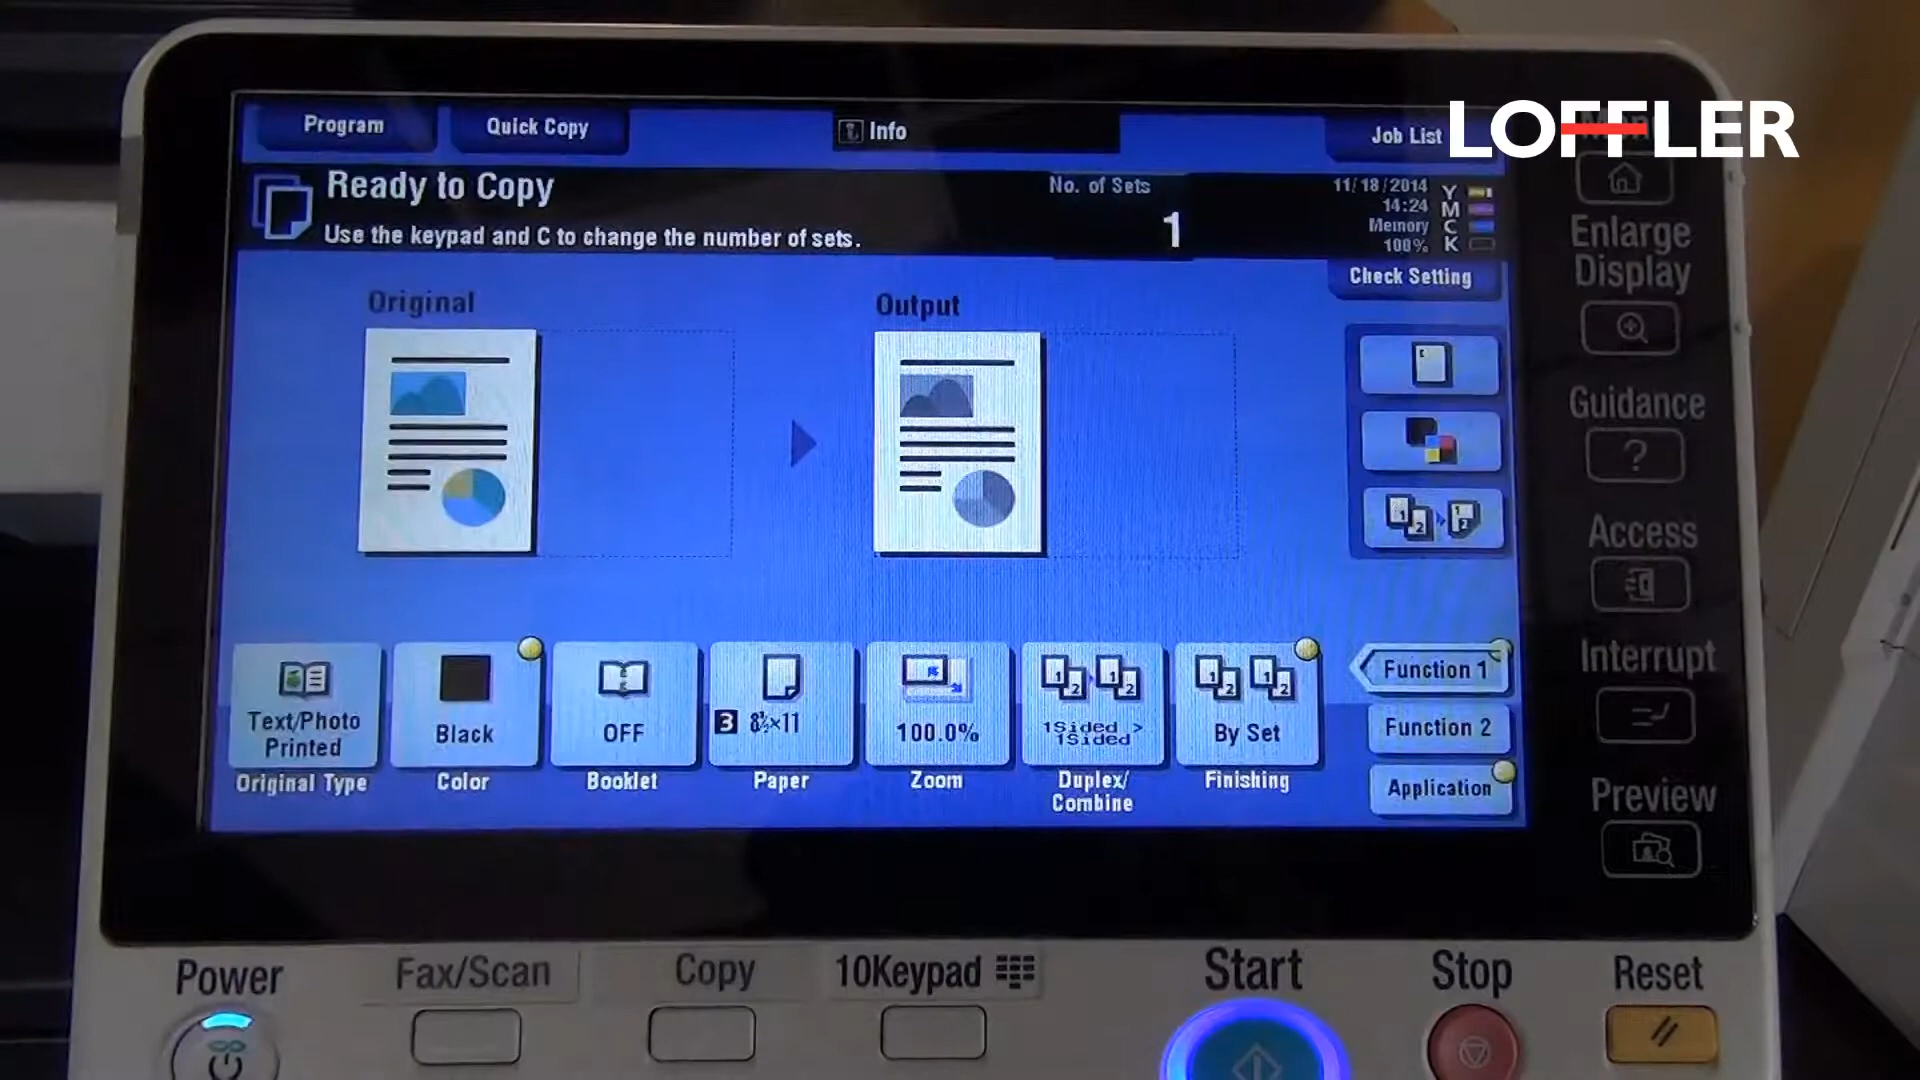 Program
Quick Copy
Info
Job List
LOFFLER
Ready to Copy
Use the keypad and C to change the number of sets.
No. of Sets
1
11/18/2014
14:24
Memory
100%
Y
M
C
K
Check Setting
Original
Output
Text/Photo
Printed
Original Type
Black
Color
OFF
Booklet
3 8½×11
Paper
100.0%
Zoom
1Sided >
1Sided
Duplex/
Combine
By Set
Finishing
Function 1
Function 2
Application
Enlarge
Display
Guidance
?
Access
Interrupt
Preview
Power
Fax/Scan
Copy
10Keypad
Start
Stop
Reset